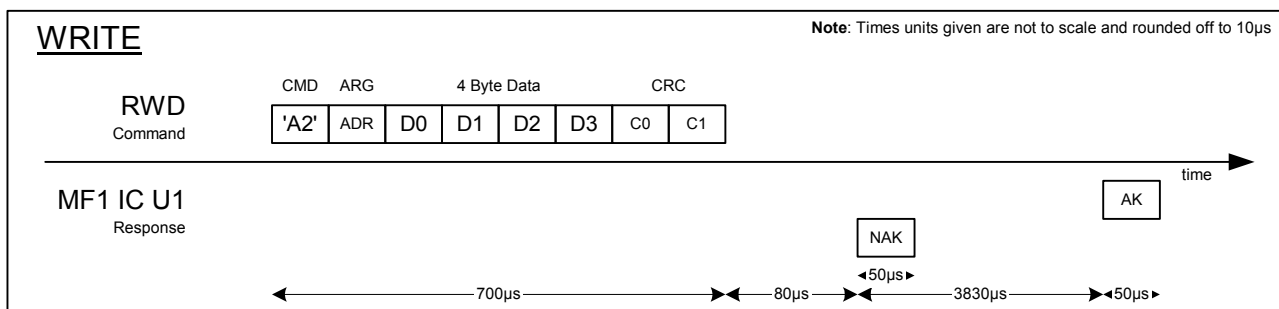 WRITE
Note: Times units given are not to scale and rounded off to 10µs
CMD ARG 4 Byte Data CRC
RWD
Command
'A2' ADR D0 D1 D2 D3 C0 C1
time
MF1 IC U1
Response
AK
NAK
50µs
700µs 80µs 3830µs 50µs